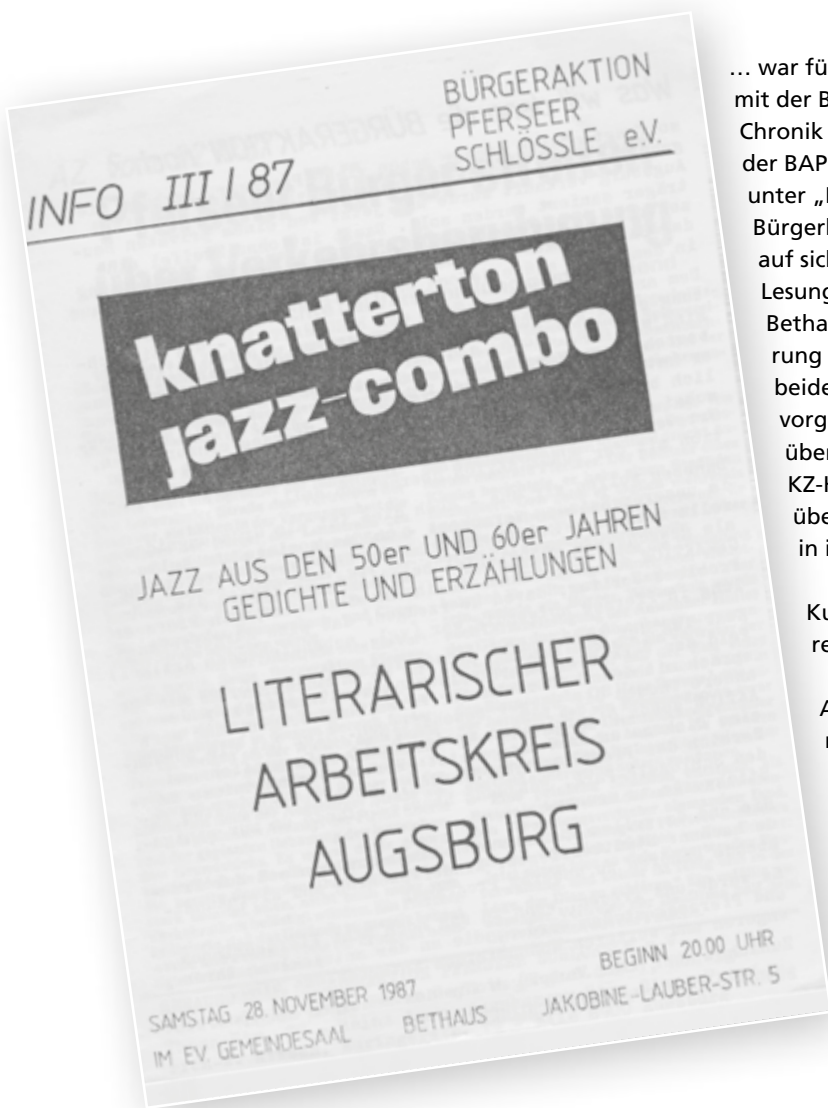 BÜRGERAKTION
PFERSEER
SCHLÖSSLE e.V.
INFO III / 87
knatterton
jazz-combo
JAZZ AUS DEN 50er UND 60er JAHREN
GEDICHTE UND ERZÄHLUNGEN
LITERARISCHER
ARBEITSKREIS
AUGSBURG
SAMSTAG 28. NOVEMBER 1987 BEGINN 20.00 UHR
IM EV. GEMEINDESAAL BETHAUS JAKOBINE-LAUBER-STR. 5
… war fü
mit der B
Chronik
der BAP
unter „
Bürger
auf sich
Lesung
Betha
rung
beide
vorg
über
KZ-H
übe
in i
Ku
re
A